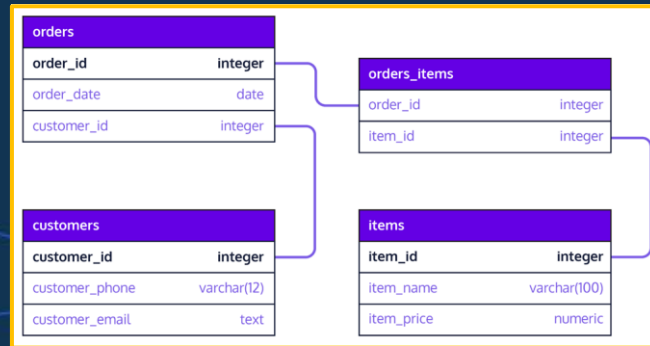 orders
order_id integer
order_date date
customer_id integer
orders_items
order_id integer
item_id integer
customers
customer_id integer
customer_phone varchar(12)
customer_email text
items
item_id integer
item_name varchar(100)
item_price numeric